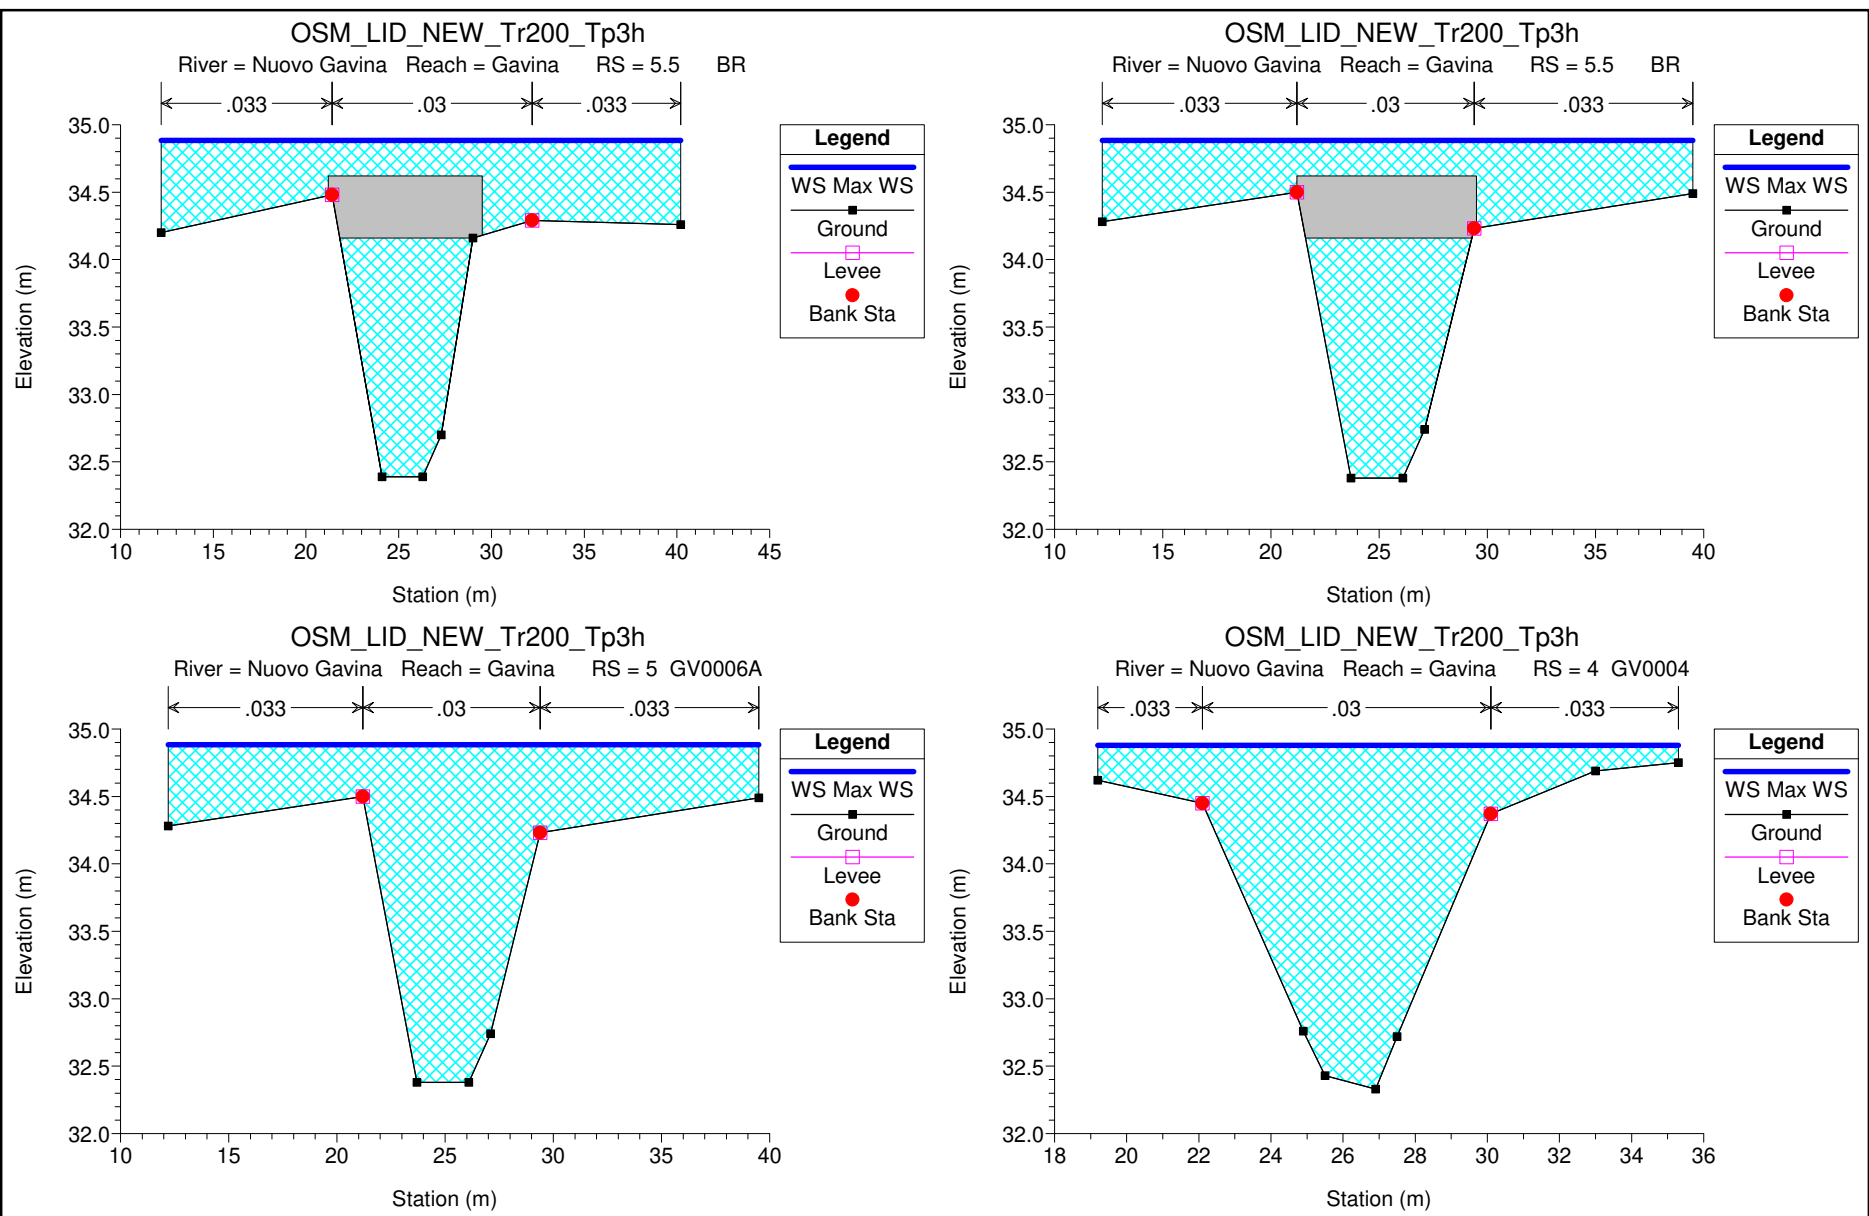 OSM_LID_NEW_Tr200_Tp3h
River = Nuovo Gavina Reach = Gavina RS = 5.5 BR
.033 .03 .033
35.0
34.5
34.0
33.5
33.0
32.5
32.0
Elevation (m)
10 15 20 25 30 35 40 45
Station (m)
Legend
WS Max WS
Ground
Levee
Bank Sta
OSM_LID_NEW_Tr200_Tp3h
River = Nuovo Gavina Reach = Gavina RS = 5.5 BR
.033 .03 .033
35.0
34.5
34.0
33.5
33.0
32.5
32.0
Elevation (m)
10 15 20 25 30 35 40
Station (m)
Legend
WS Max WS
Ground
Levee
Bank Sta
OSM_LID_NEW_Tr200_Tp3h
River = Nuovo Gavina Reach = Gavina RS = 5 GV0006A
.033 .03 .033
35.0
34.5
34.0
33.5
33.0
32.5
32.0
Elevation (m)
10 15 20 25 30 35 40
Station (m)
Legend
WS Max WS
Ground
Levee
Bank Sta
OSM_LID_NEW_Tr200_Tp3h
River = Nuovo Gavina Reach = Gavina RS = 4 GV0004
.033 .03 .033
35.0
34.5
34.0
33.5
33.0
32.5
32.0
Elevation (m)
18 20 22 24 26 28 30 32 34 36
Station (m)
Legend
WS Max WS
Ground
Levee
Bank Sta